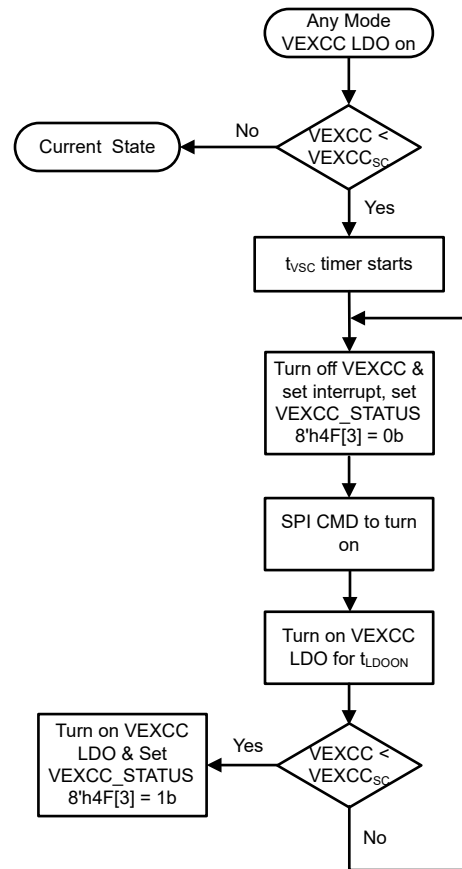 Any Mode
VEXCC LDO on
No
VEXCC <
VEXCCSC
Current State
Yes
tVSC timer starts
Turn off VEXCC &
set interrupt, set
VEXCC_STATUS
8'h4F[3] = 0b
SPI CMD to turn
on
Turn on VEXCC
LDO for tLDOON
Turn on VEXCC
LDO & Set
VEXCC_STATUS
8'h4F[3] = 1b
Yes
VEXCC <
VEXCCSC
No